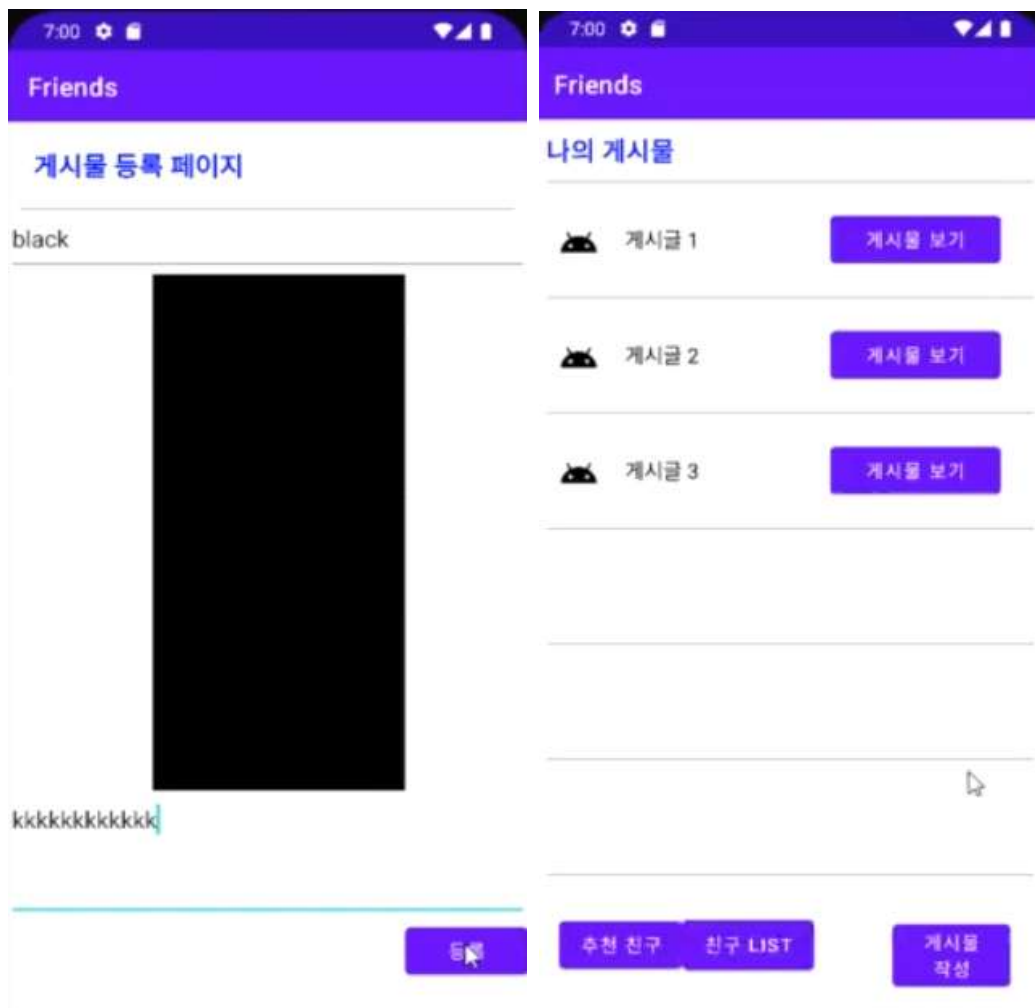 7:00
Friends
게시물 등록 페이지
black
kkkkkkkkkkkk
등록
7:00
Friends
나의 게시물
게시글 1
게시물 보기
게시글 2
게시물 보기
게시글 3
게시물 보기
추천 친구
친구 LIST
게시물
작성